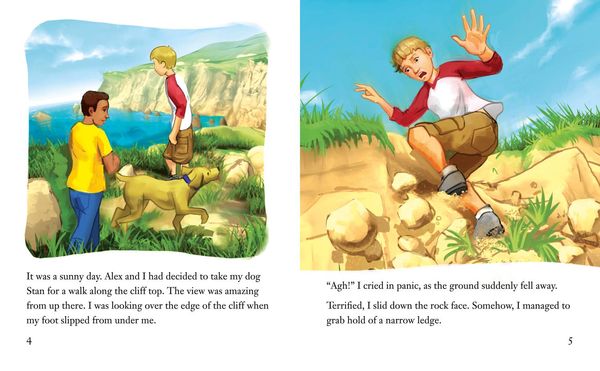 It was a sunny day. Alex and I had decided to take my dog
Stan for a walk along the cliff top. The view was amazing
from up there. I was looking over the edge of the cliff when
my foot slipped from under me.
4
“Agh!” I cried in panic, as the ground suddenly fell away.
Terrified, I slid down the rock face. Somehow, I managed to
grab hold of a narrow ledge.
5